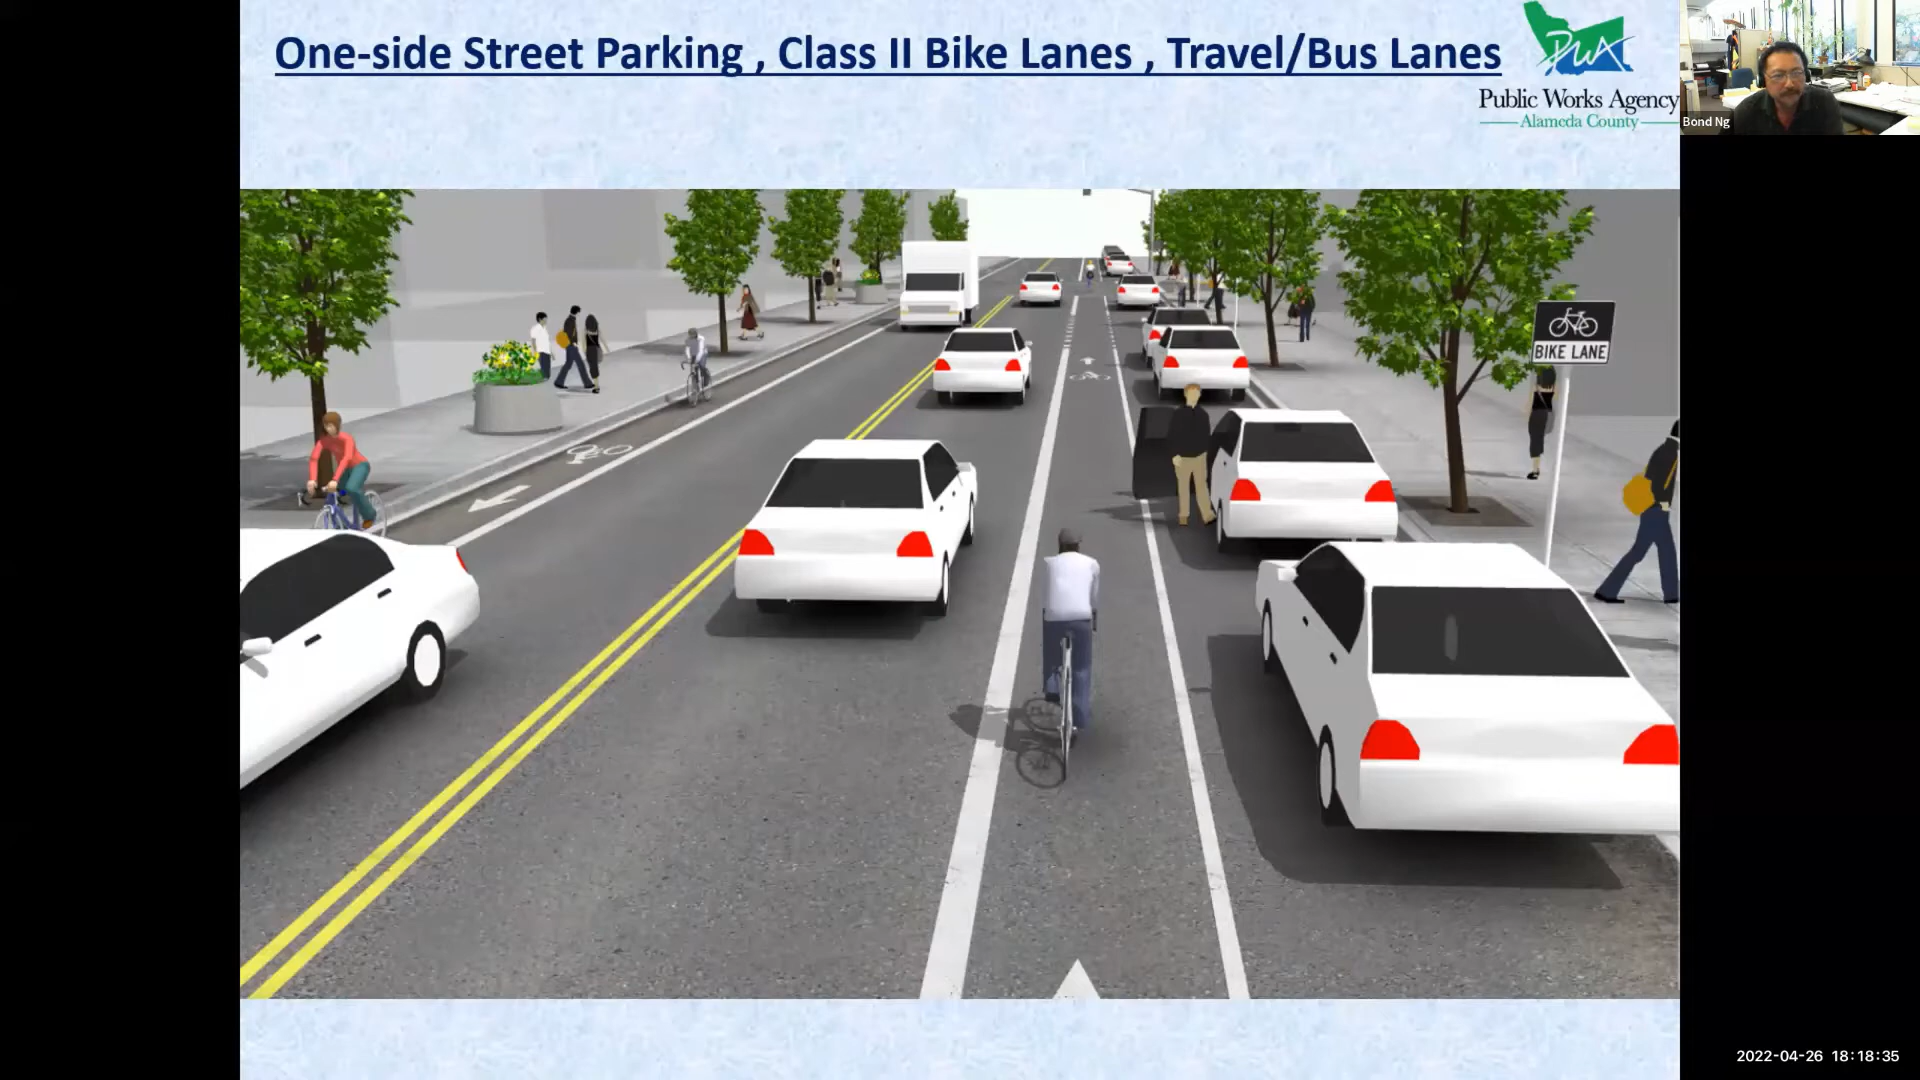 One-side Street Parking , Class II Bike Lanes , Travel/Bus Lanes
PWA
Public Works Agency
Alameda County
Bond Ng
BIKE LANE
2022-04-26 18:18:35